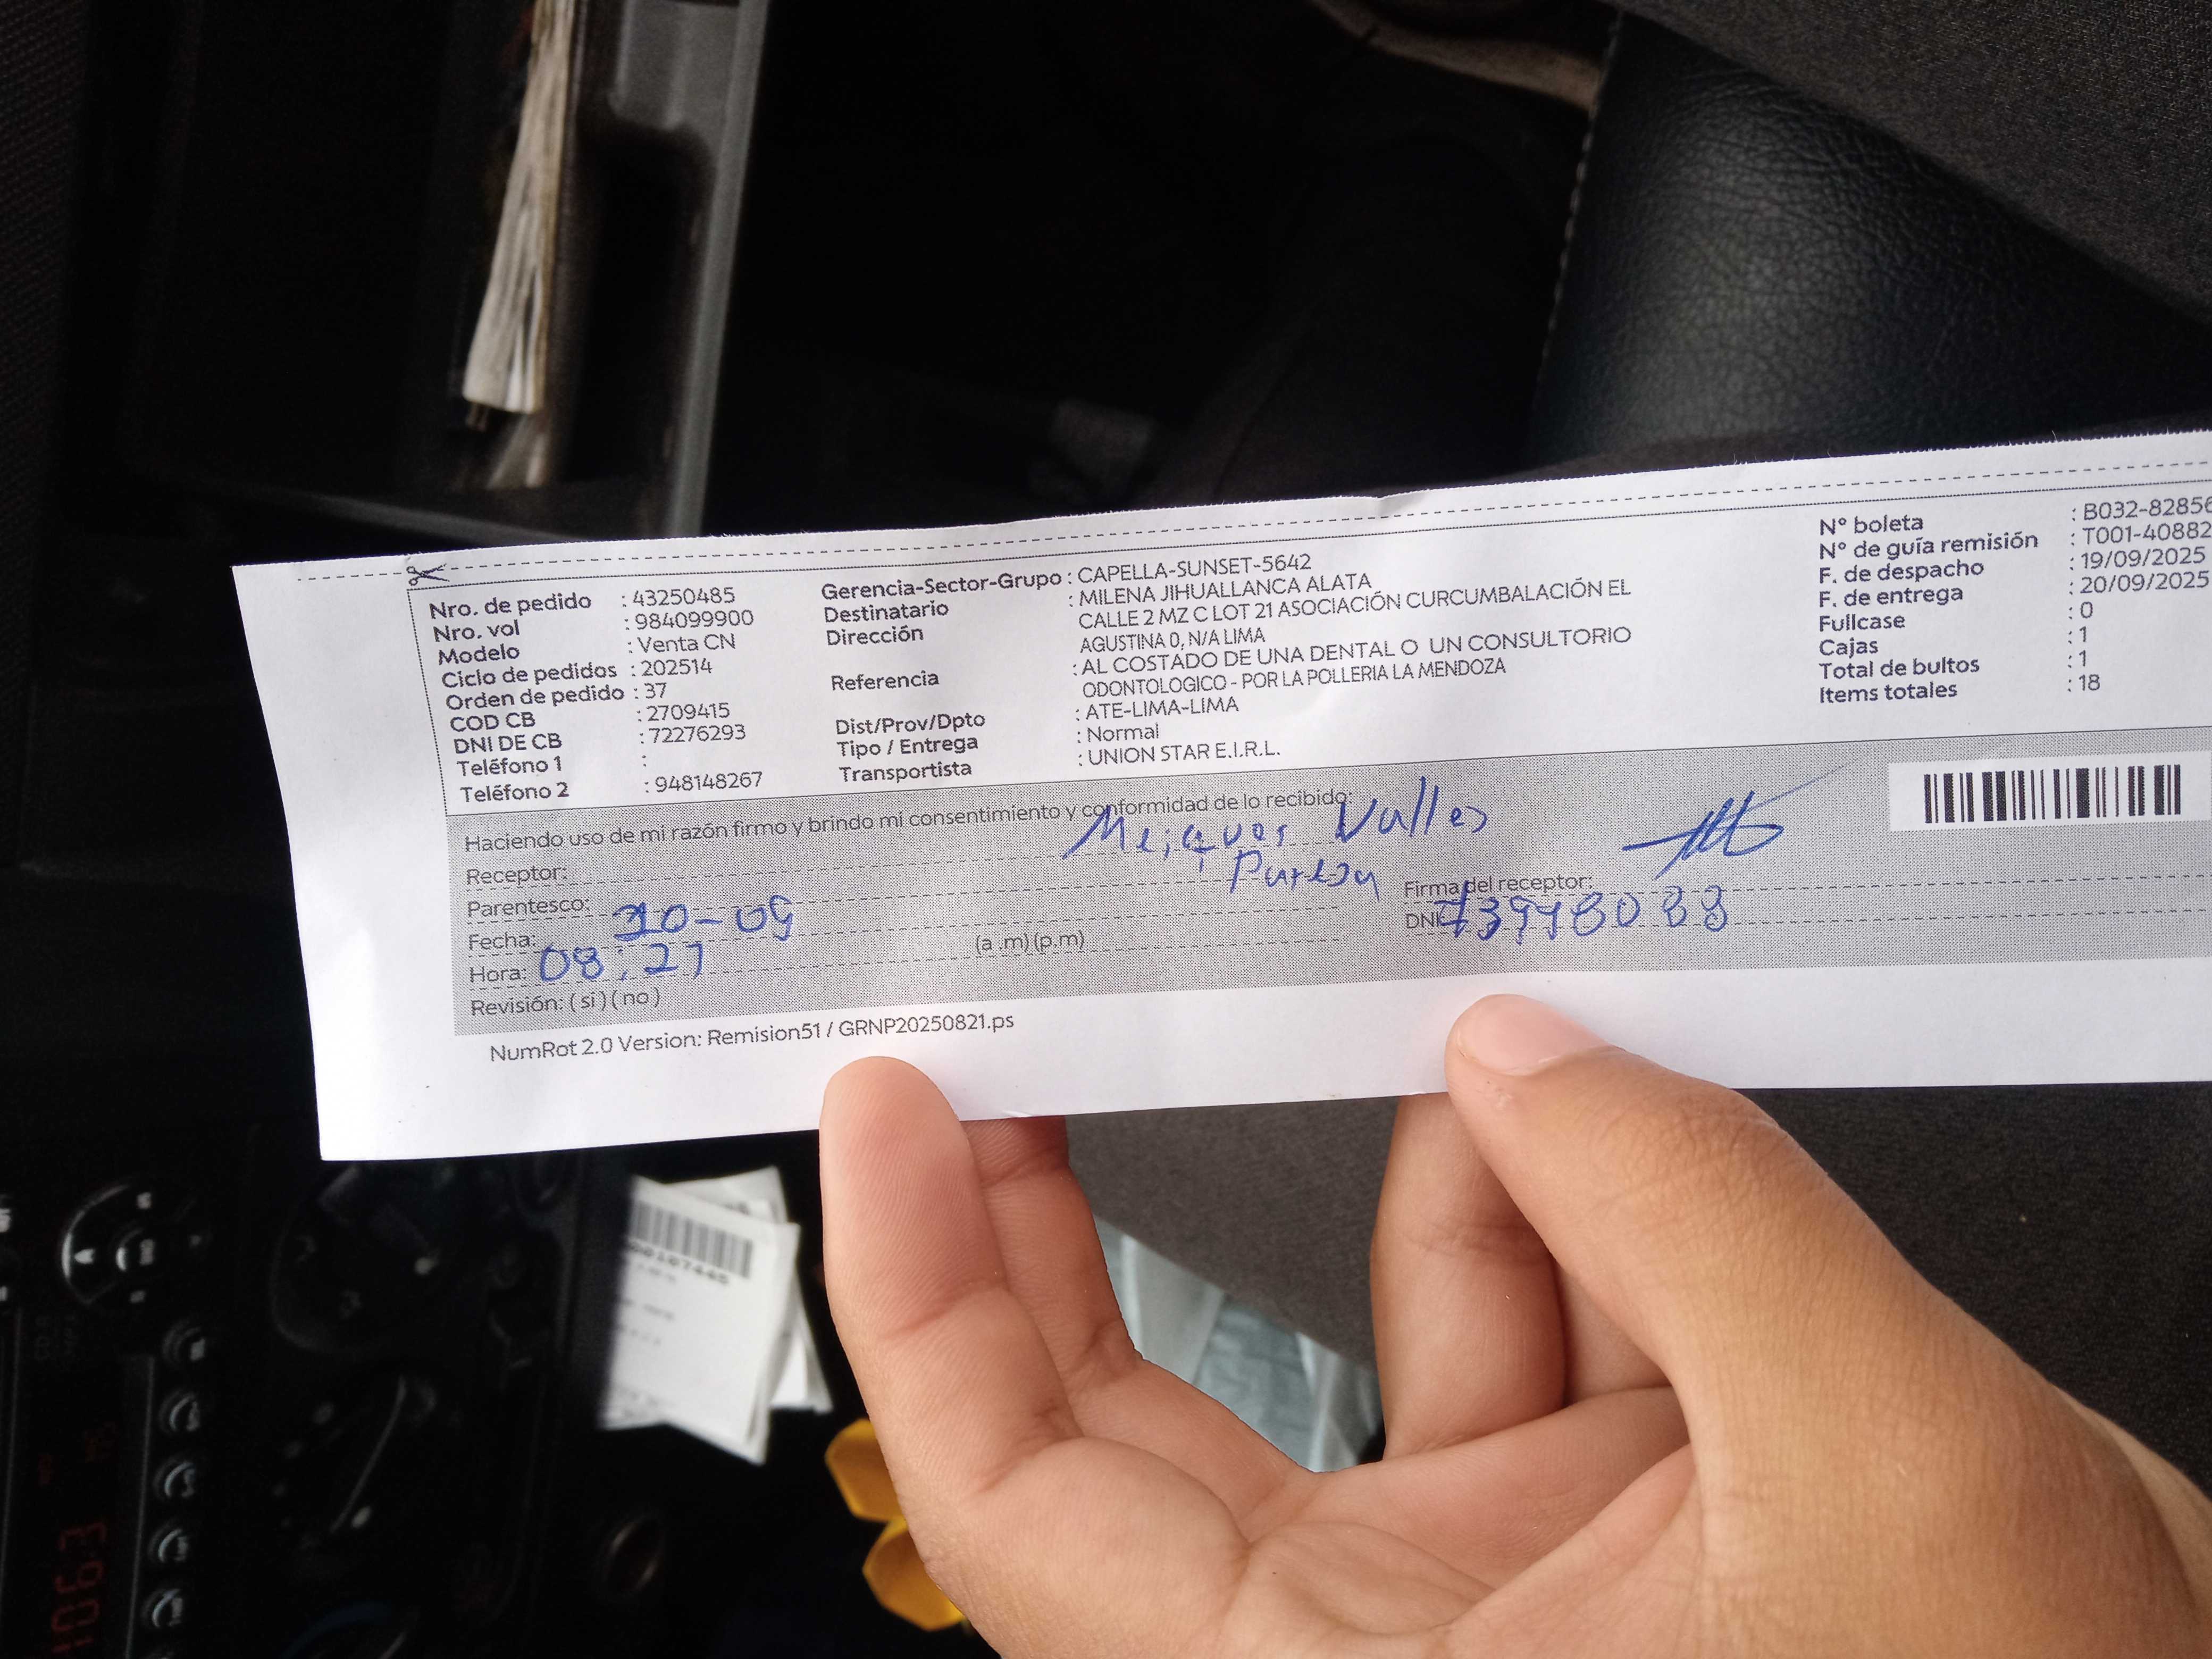 Nro. de pedido : 43250485
Nro. vol : 984099900
Modelo : Venta CN
Ciclo de pedidos : 202514
Orden de pedido : 37
COD CB : 2709415
DNI DE CB : 72276293
Teléfono 1 :
Teléfono 2 : 948148267
Gerencia-Sector-Grupo : CAPELLA-SUNSET-5642
Destinatario : MILENA JIHUALLANCA ALATA
Dirección CALLE 2 MZ C LOT 21 ASOCIACIÓN CURCUMBALACIÓN EL
AGUSTINA 0, N/A LIMA
Referencia : AL COSTADO DE UNA DENTAL O UN CONSULTORIO
ODONTOLOGICO - POR LA POLLERIA LA MENDOZA
Dist/Prov/Dpto : ATE-LIMA-LIMA
Tipo / Entrega : Normal
Transportista : UNION STAR E.I.R.L.
N° boleta : B032-82856
N° de guía remisión : T001-40882
F. de despacho : 19/09/2025
F. de entrega : 20/09/2025
Fullcase : 0
Cajas : 1
Total de bultos : 1
Items totales : 18
Haciendo uso de mi razón firmo y brindo mi consentimiento y conformidad de lo recibido:
Receptor: Valles
Parentesco:
Firma del receptor:
Fecha: 20-09
DNI:
Hora: 08:27 (a .m) (p.m)
Revisión: ( si ) ( no )
NumRot 2.0 Version: Remision51 / GRNP20250821.ps
1063